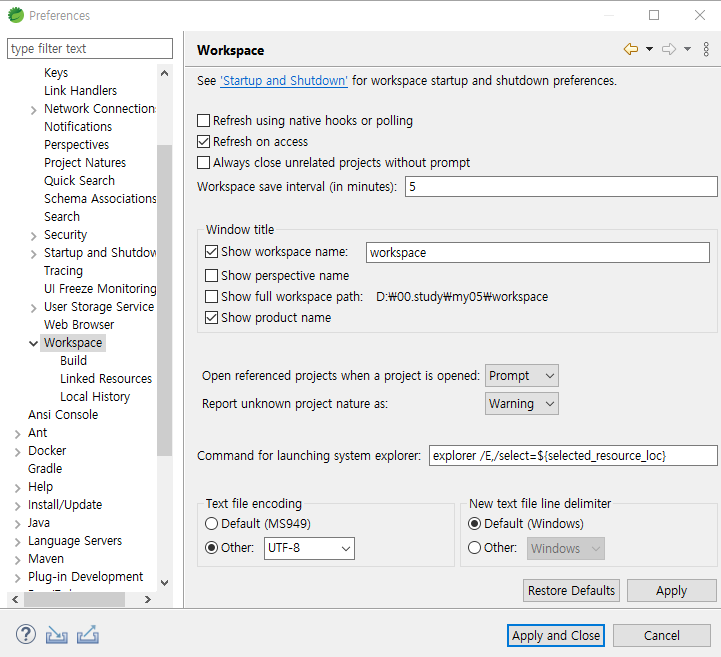 Preferences
type filter text
Keys
Link Handlers
Network Connection
Notifications
Perspectives
Project Natures
Quick Search
Schema Associations
Search
Security
Startup and Shutdow
Tracing
UI Freeze Monitoring
User Storage Service
Web Browser
Workspace
Build
Linked Resources
Local History
Ansi Console
Ant
Docker
Gradle
Help
Install/Update
Java
Language Servers
Maven
Plug-in Development
Workspace
See 'Startup and Shutdown' for workspace startup and shutdown preferences.
Refresh using native hooks or polling
Refresh on access
Always close unrelated projects without prompt
Workspace save interval (in minutes): 5
Window title
Show workspace name: workspace
Show perspective name
Show full workspace path: D:₩00.study₩my05₩workspace
Show product name
Open referenced projects when a project is opened: Prompt
Report unknown project nature as: Warning
Command for launching system explorer: explorer /E,/select=${selected_resource_loc}
Text file encoding
Default (MS949)
Other: UTF-8
New text file line delimiter
Default (Windows)
Other: Windows
Restore Defaults Apply
? Apply and Close Cancel